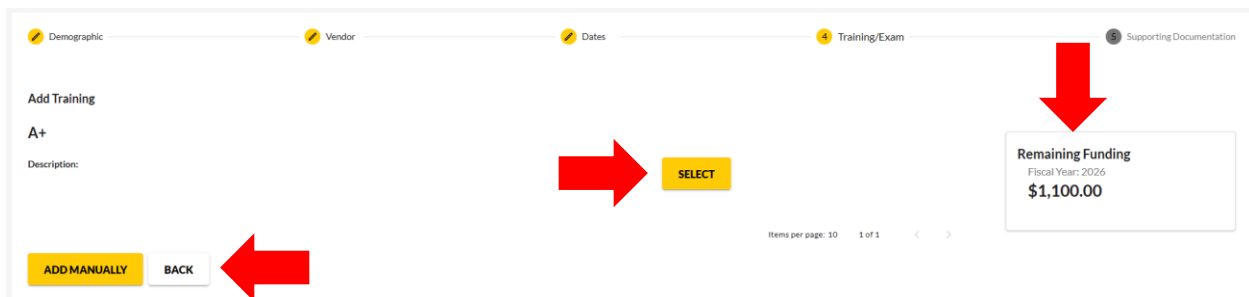 Demographic
Vendor
Dates
4 Training/Exam
5 Supporting Documentation
Add Training
A+
Description:
SELECT
Remaining Funding
Fiscal Year: 2026
$1,100.00
Items per page: 10 1 of 1
ADD MANUALLY BACK